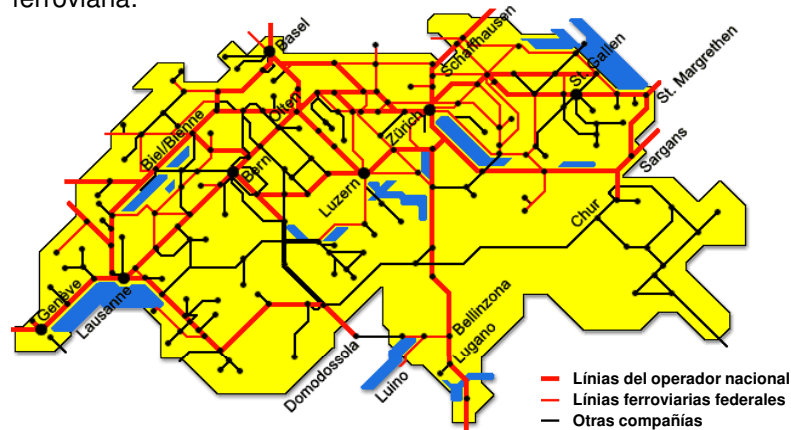 ferroviaria.
Basel
Schaffhausen
St. Gallen
St. Margrethen
Olten
Zürich
Biel/Bienne
Bern
Sargans
Luzern
Chur
Genève
Lausanne
Bellinzona
Lugano
Domodossola
Luino
Línias del operador nacional
Línias ferroviarias federales
Otras compañías